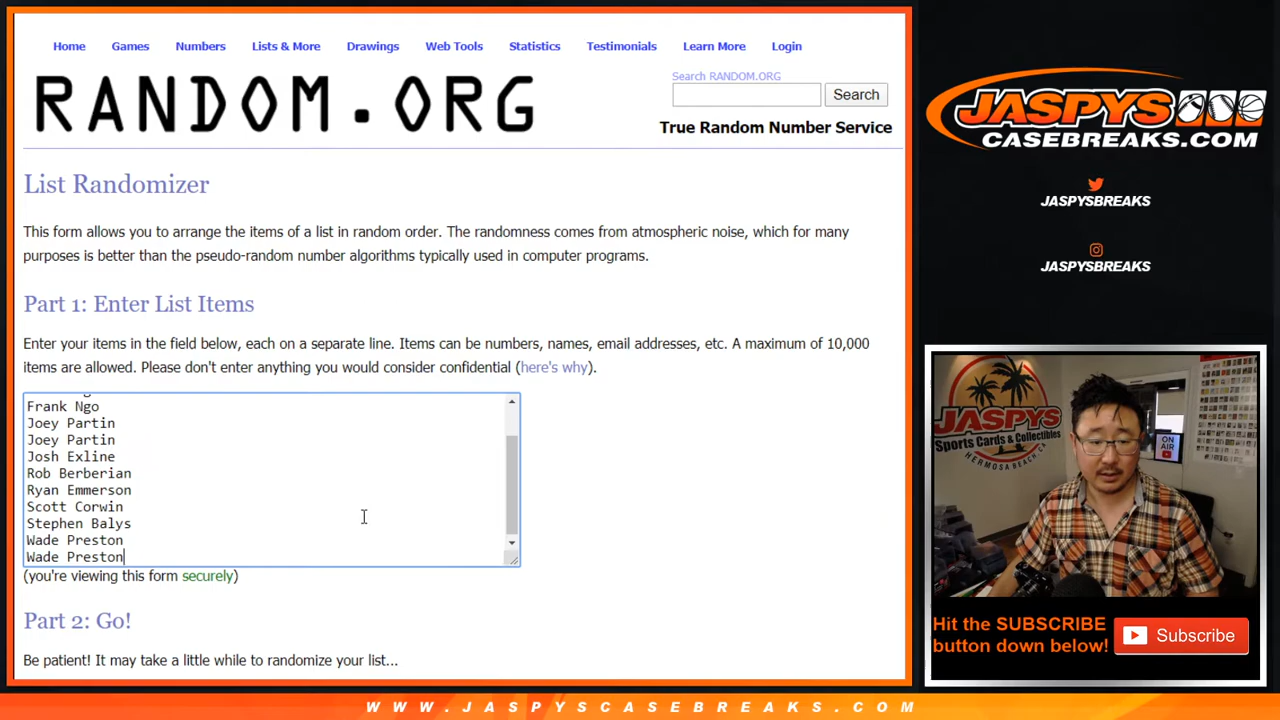 Home Games Numbers Lists & More Drawings Web Tools Statistics Testimonials Learn More Login
RANDOM.ORG
Search RANDOM.ORG
Search
True Random Number Service
List Randomizer
This form allows you to arrange the items of a list in random order. The randomness comes from atmospheric noise, which for many
purposes is better than the pseudo-random number algorithms typically used in computer programs.
Part 1: Enter List Items
Enter your items in the field below, each on a separate line. Items can be numbers, names, email addresses, etc. A maximum of 10,000
items are allowed. Please don't enter anything you would consider confidential (here's why).
Frank Ngo
Joey Partin
Joey Partin
Josh Exline
Rob Berberian
Ryan Emmerson
Scott Corwin
Stephen Balys
Wade Preston
Wade Preston
(you're viewing this form securely)
Part 2: Go!
Be patient! It may take a little while to randomize your list...
JASPYS
CASEBREAKS.COM
JASPYSBREAKS
JASPYSBREAKS
JASPYS
Sports Cards & Collectibles
HERMOSA BEACH, CA
ON
AIR
Hit the SUBSCRIBE
button down below!
Subscribe
WWW.JASPYSCASEBREAKS.COM